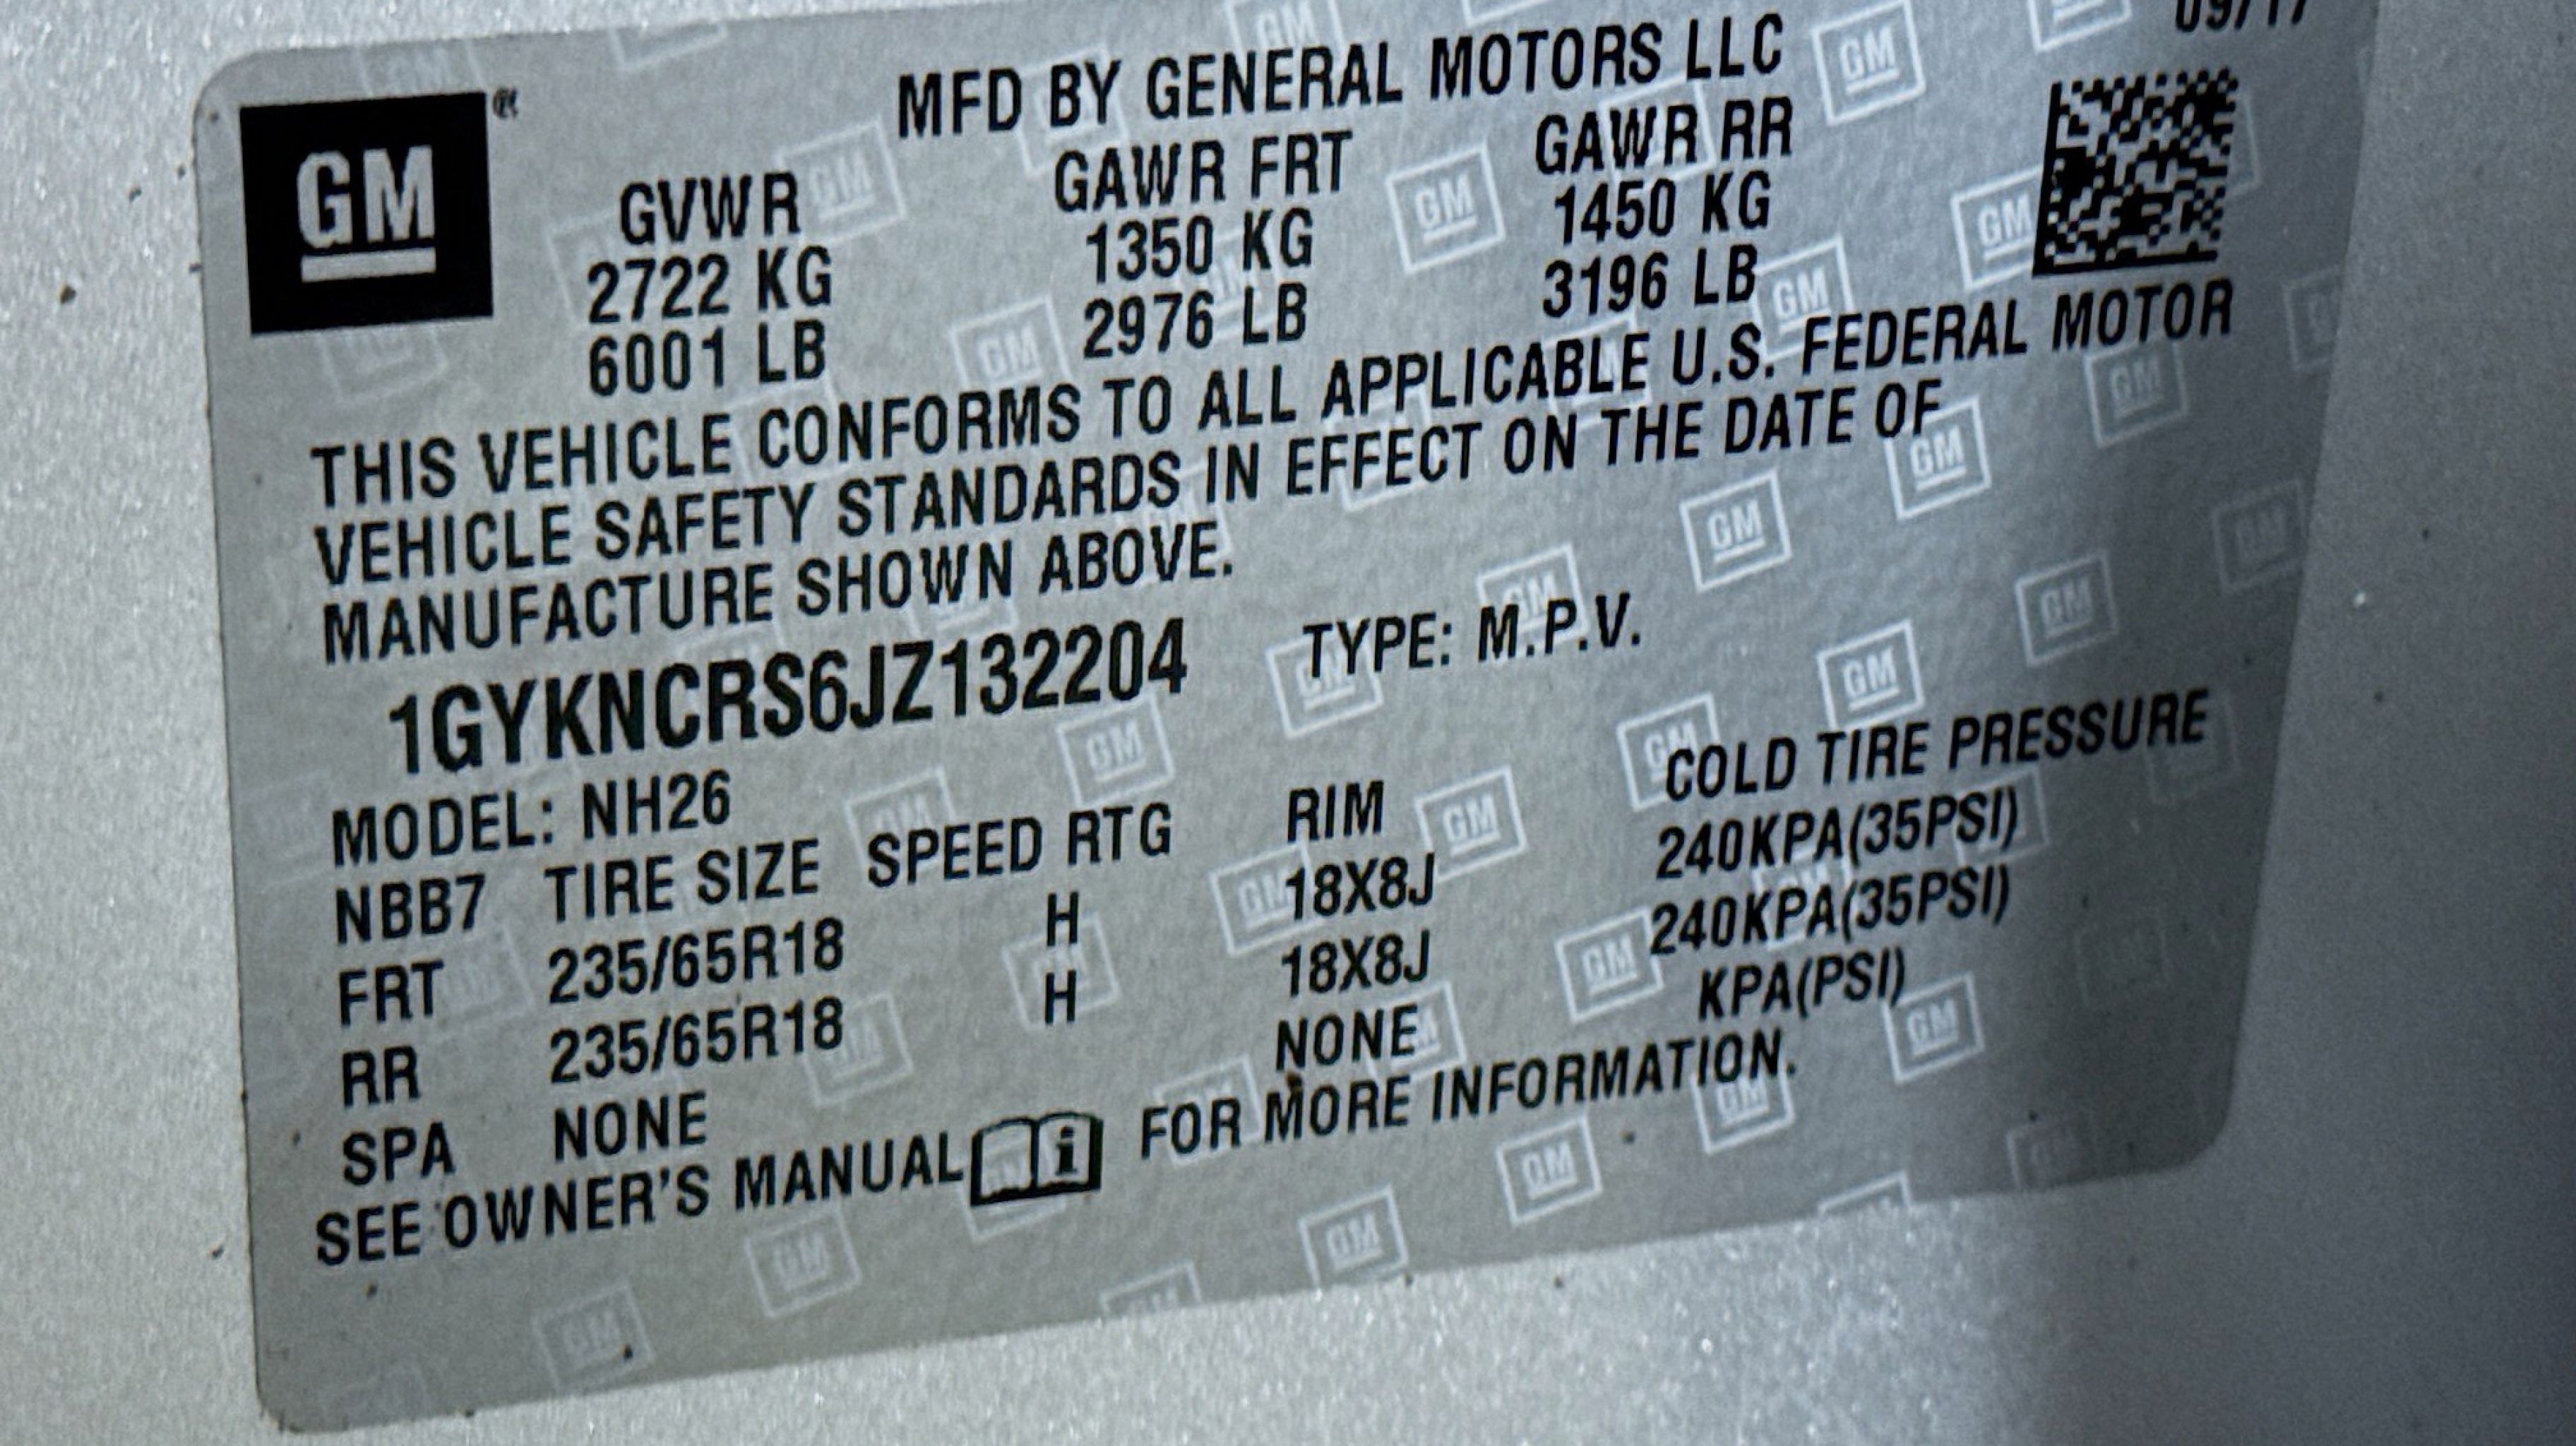 09/17
MFD BY GENERAL MOTORS LLC
GM®
GVWR GAWR FRT GAWR RR
2722 KG 1350 KG 1450 KG
6001 LB 2976 LB 3196 LB
THIS VEHICLE CONFORMS TO ALL APPLICABLE U.S. FEDERAL MOTOR
VEHICLE SAFETY STANDARDS IN EFFECT ON THE DATE OF
MANUFACTURE SHOWN ABOVE.
1GYKNCRS6JZ132204 TYPE: M.P.V.
MODEL: NH26
NBB7 TIRE SIZE SPEED RTG RIM COLD TIRE PRESSURE
FRT 235/65R18 H 18X8J 240KPA(35PSI)
RR 235/65R18 H 18X8J 240KPA(35PSI)
SPA NONE NONE KPA(PSI)
SEE OWNER'S MANUAL i FOR MORE INFORMATION.